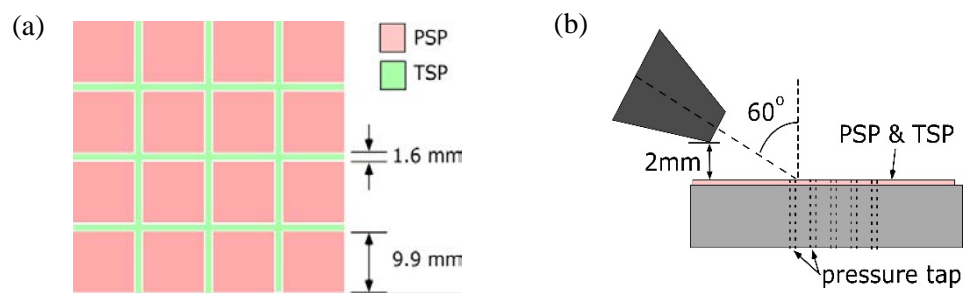 (a)
PSP
TSP
1.6 mm
9.9 mm
(b)
60°
PSP & TSP
2mm
pressure tap